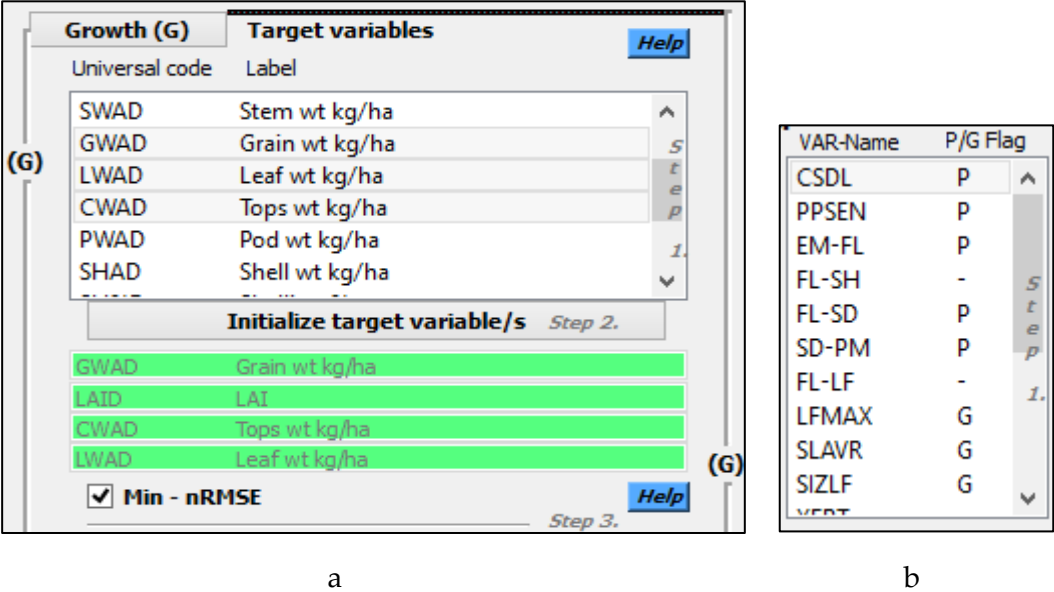 Growth (G) Target variables Help
Universal code Label
SWAD Stem wt kg/ha
GWAD Grain wt kg/ha
LWAD Leaf wt kg/ha
CWAD Tops wt kg/ha
PWAD Pod wt kg/ha
SHAD Shell wt kg/ha
Step 1.
(G)
Initialize target variable/s Step 2.
GWAD Grain wt kg/ha
LAID LAI
CWAD Tops wt kg/ha
LWAD Leaf wt kg/ha
(G)
Min - nRMSE Help
Step 3.
a
VAR-Name P/G Flag
CSDL P
PPSEN P
EM-FL P
FL-SH -
FL-SD P
SD-PM P
FL-LF -
LFMAX G
SLAVR G
SIZLF G
Step 1.
b